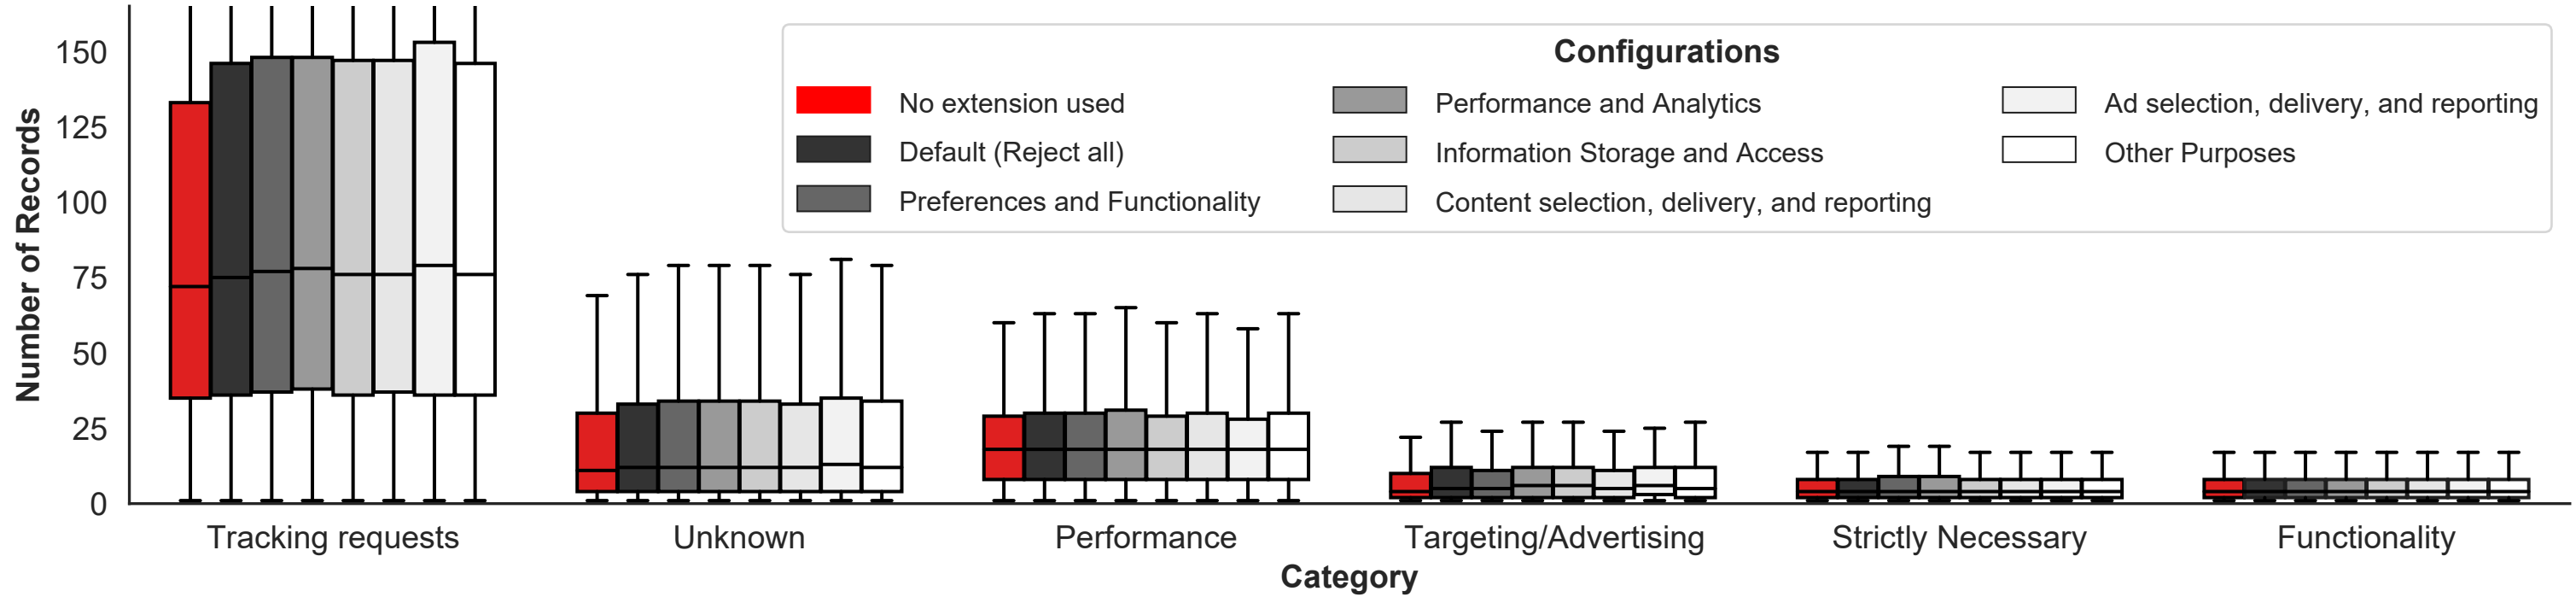 Number of Records
150
125
100
75
50
25
0
Configurations
No extension used
Default (Reject all)
Preferences and Functionality
Performance and Analytics
Information Storage and Access
Content selection, delivery, and reporting
Ad selection, delivery, and reporting
Other Purposes
Tracking requests
Unknown
Performance
Targeting/Advertising
Strictly Necessary
Functionality
Category